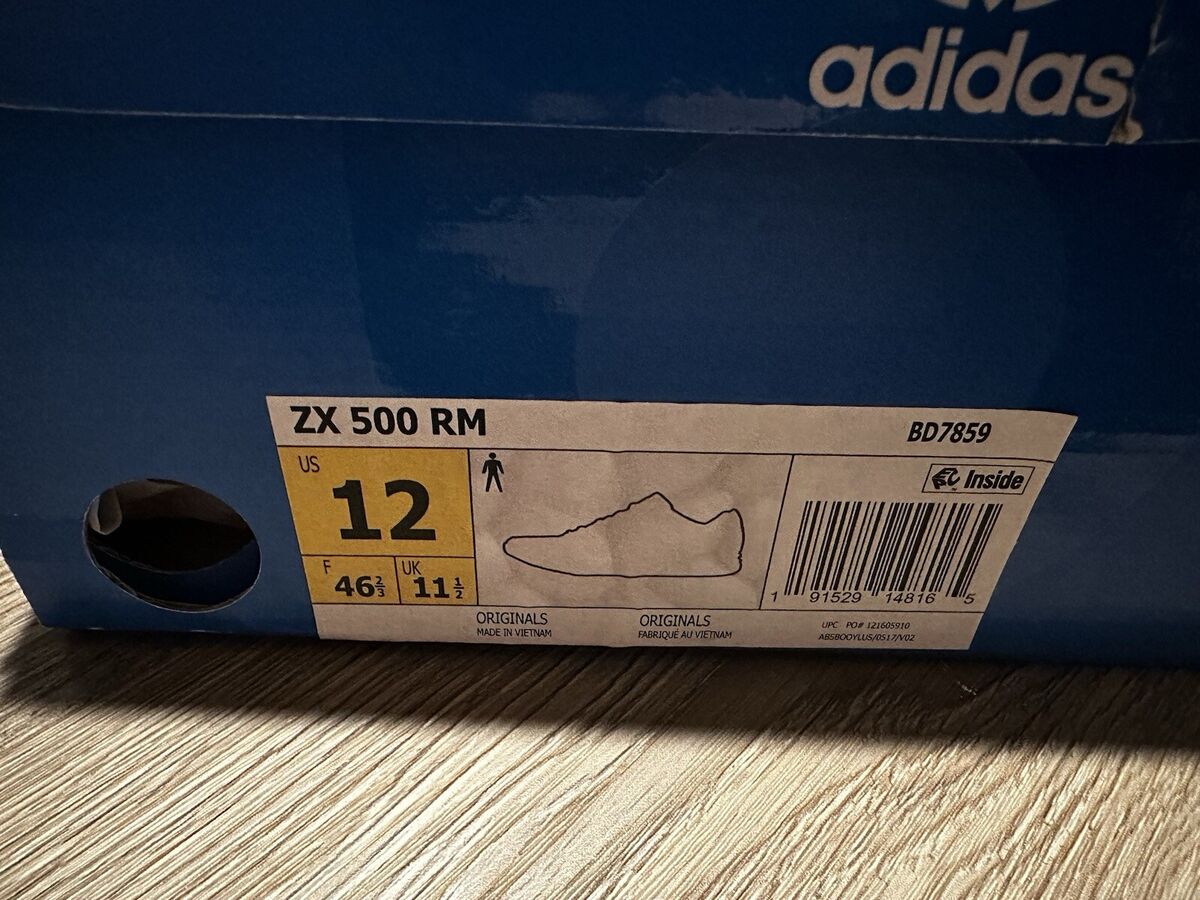 adidas
ZX 500 RM
BD7859
US
12
F
46⅔
UK
11½
Inside
1 91529 14816 5
ORIGINALS
MADE IN VIETNAM
ORIGINALS
FABRIQUÉ AU VIETNAM
UPC PO# 121605910
AB5BOOYLUS/0517/V02